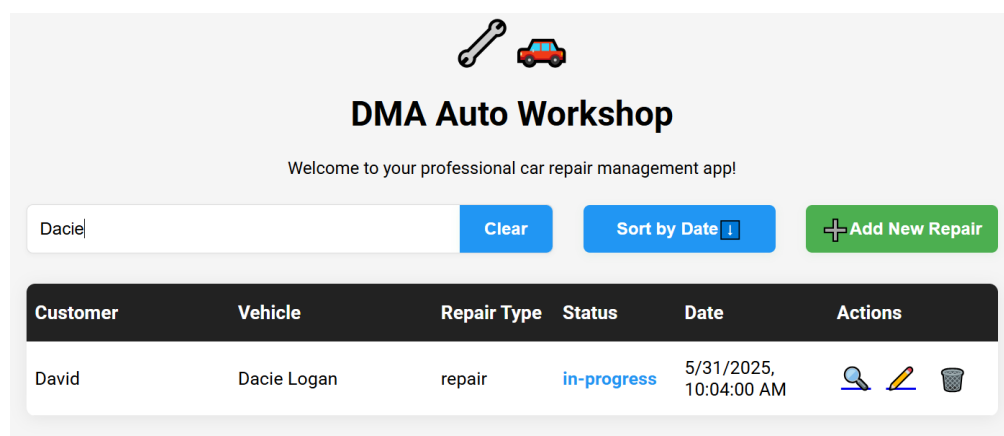 DMA Auto Workshop
Welcome to your professional car repair management app!
Dacie Clear Sort by Date↓ ➕Add New Repair
Customer Vehicle Repair Type Status Date Actions
David Dacie Logan repair in-progress 5/31/2025,
10:04:00 AM